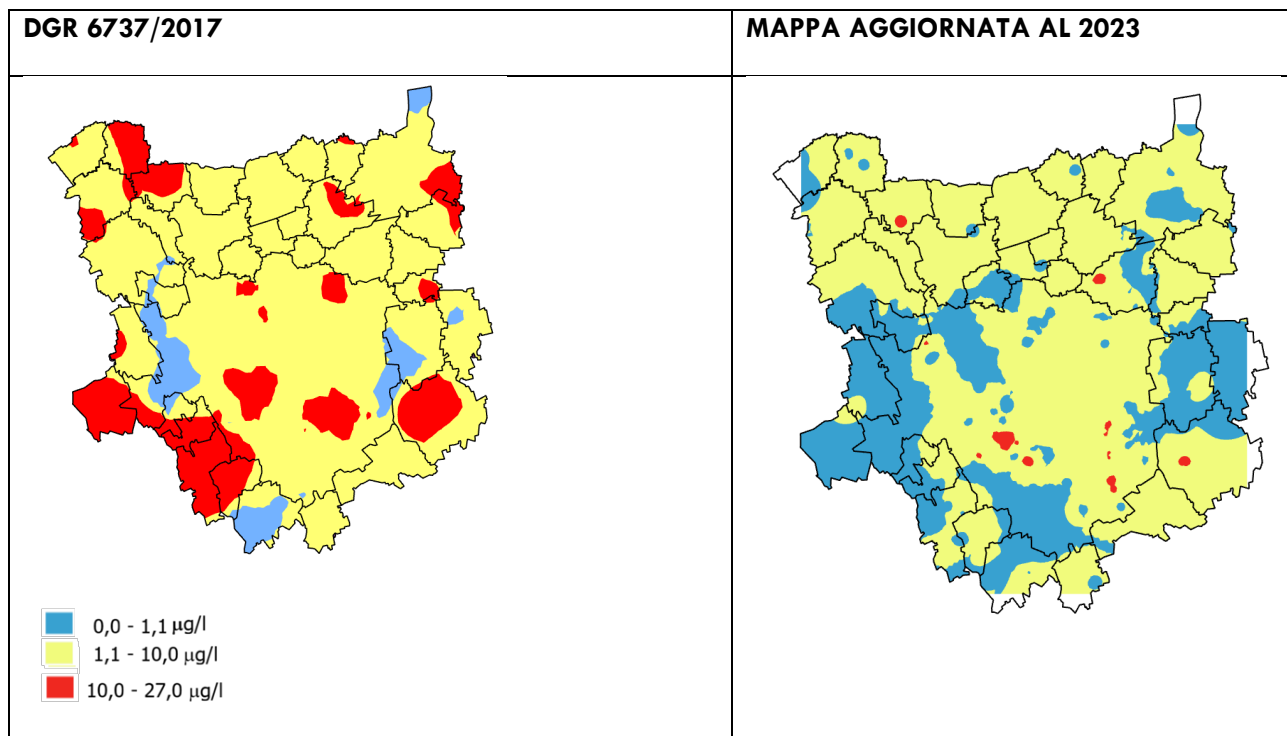 DGR 6737/2017
MAPPA AGGIORNATA AL 2023
0,0 - 1,1 µg/l
1,1 - 10,0 µg/l
10,0 - 27,0 µg/l